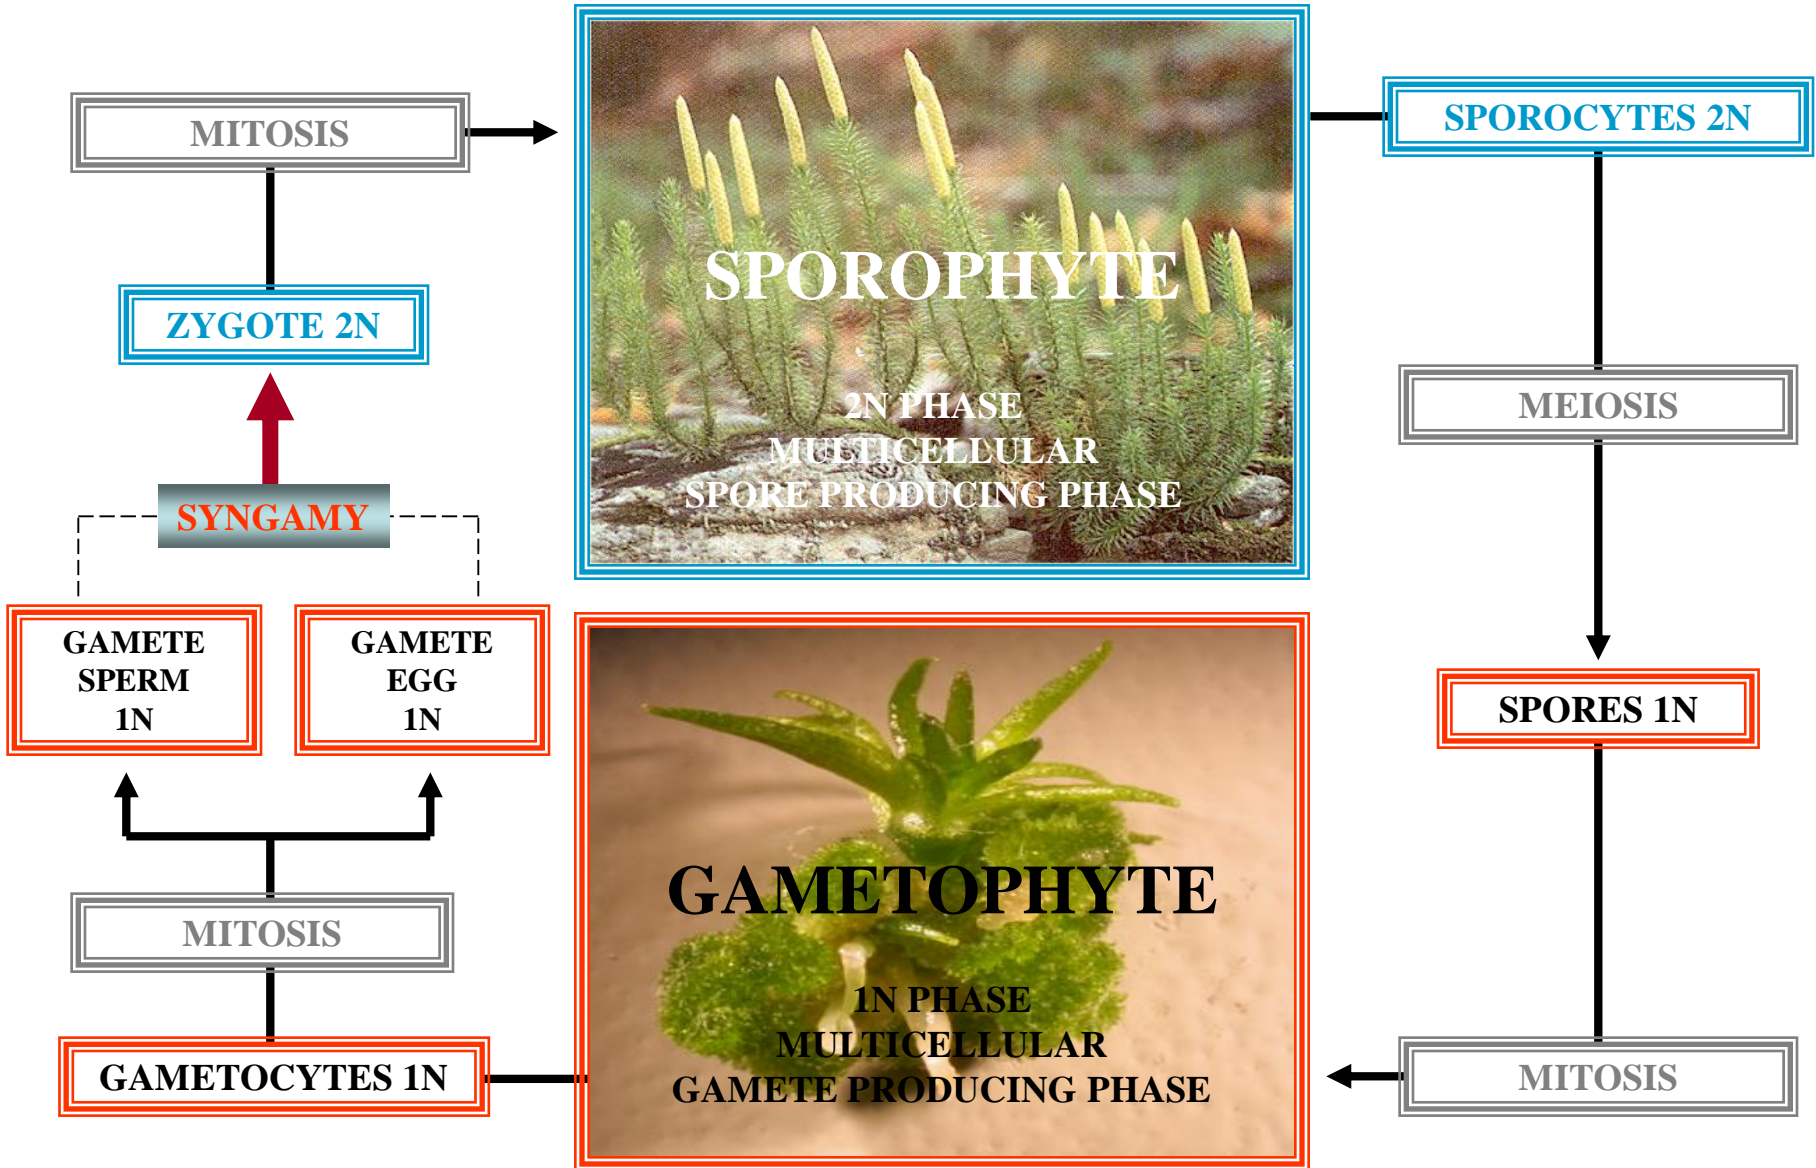 MITOSIS
SPOROPHYTE
2N PHASE
MULTICELLULAR
SPORE PRODUCING PHASE
SPOROCYTES 2N
ZYGOTE 2N
MEIOSIS
SYNGAMY
GAMETE
SPERM
1N
GAMETE
EGG
1N
SPORES 1N
GAMETOPHYTE
1N PHASE
MULTICELLULAR
GAMETE PRODUCING PHASE
MITOSIS
GAMETOCYTES 1N
MITOSIS